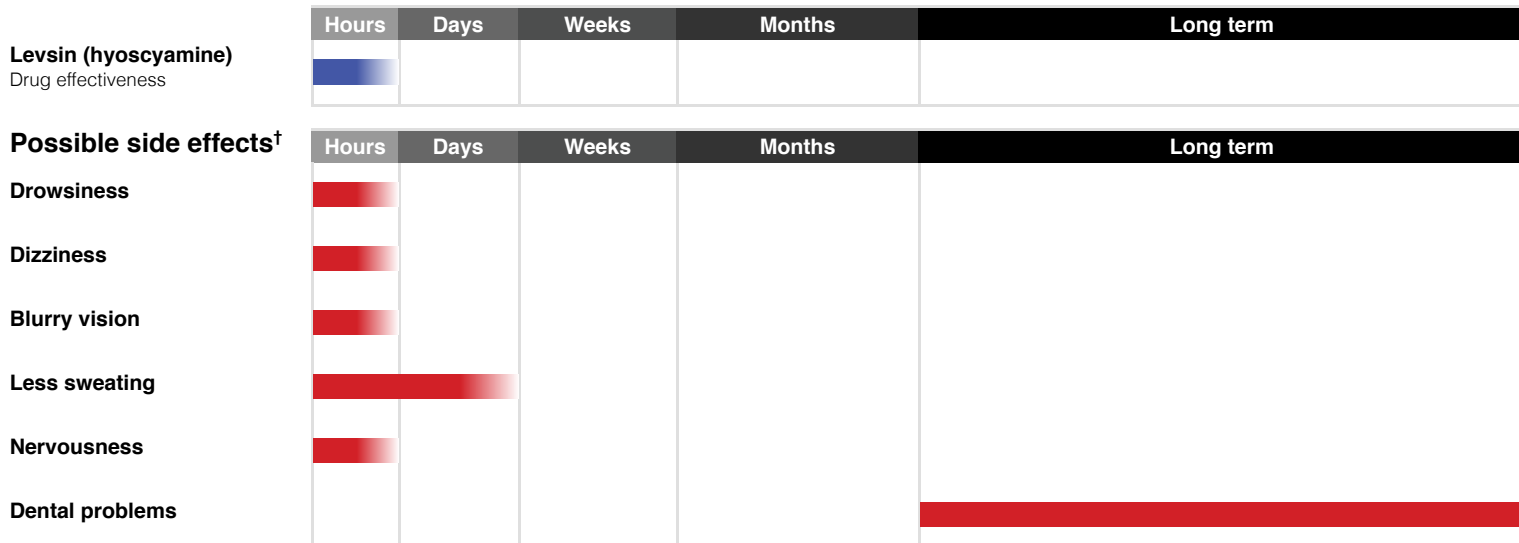 Hours Days Weeks Months Long term
Levsin (hyoscyamine)
Drug effectiveness
Possible side effects† Hours Days Weeks Months Long term
Drowsiness
Dizziness
Blurry vision
Less sweating
Nervousness
Dental problems